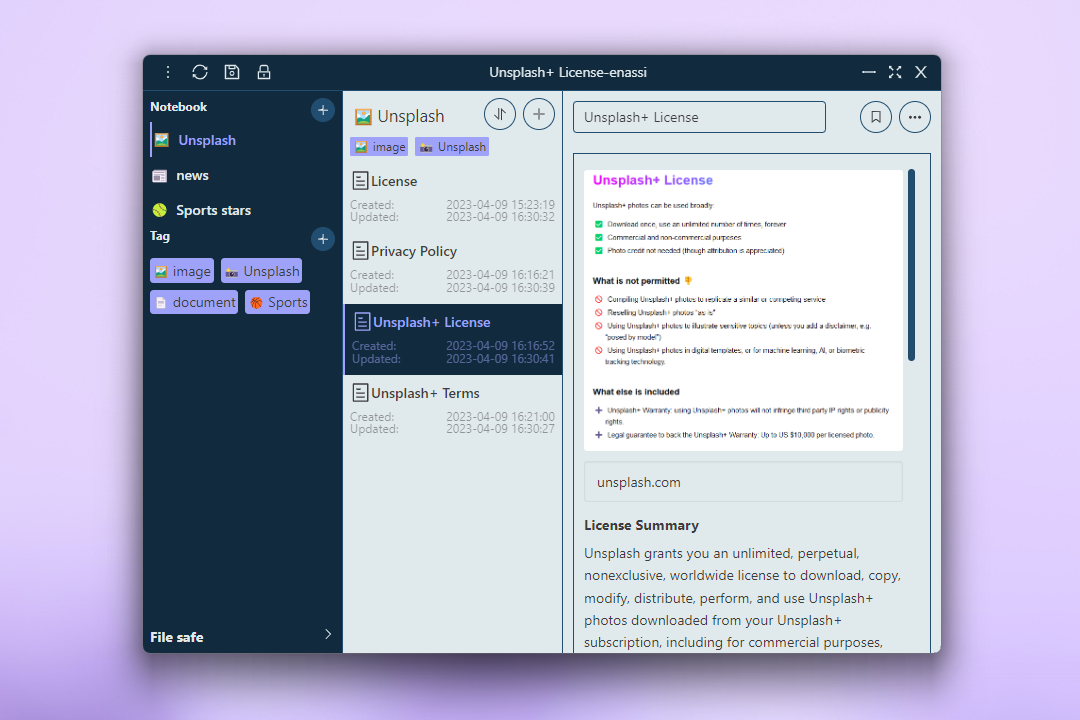 Unsplash+ License-enassi
Notebook
Unsplash
news
Sports stars
Tag
image
Unsplash
document
Sports
File safe
Unsplash
image
Unsplash
License
Created: 2023-04-09 15:23:19
Updated: 2023-04-09 16:30:32
Privacy Policy
Created: 2023-04-09 16:16:21
Updated: 2023-04-09 16:30:39
Unsplash+ License
Created: 2023-04-09 16:16:52
Updated: 2023-04-09 16:30:41
Unsplash+ Terms
Created: 2023-04-09 16:21:00
Updated: 2023-04-09 16:30:27
Unsplash+ License
Unsplash+ License
Unsplash+ photos can be used broadly:
Download once, use an unlimited number of times, forever
Commercial and non-commercial purposes
Photo credit not needed (though attribution is appreciated)
What is not permitted 👎
Compiling Unsplash+ photos to replicate a similar or competing service
Reselling Unsplash+ photos "as is"
Using Unsplash+ photos to illustrate sensitive topics (unless you add a disclaimer, e.g.
"posed by model")
Using Unsplash+ photos in digital templates, or for machine learning, AI, or biometric
tracking technology.
What else is included
Unsplash+ Warranty: using Unsplash+ photos will not infringe third party IP rights or publicity
rights.
Legal guarantee to back the Unsplash+ Warranty: Up to US $10,000 per licensed photo.
unsplash.com
License Summary
Unsplash grants you an unlimited, perpetual,
nonexclusive, worldwide license to download, copy,
modify, distribute, perform, and use Unsplash+
photos downloaded from your Unsplash+
subscription, including for commercial purposes,